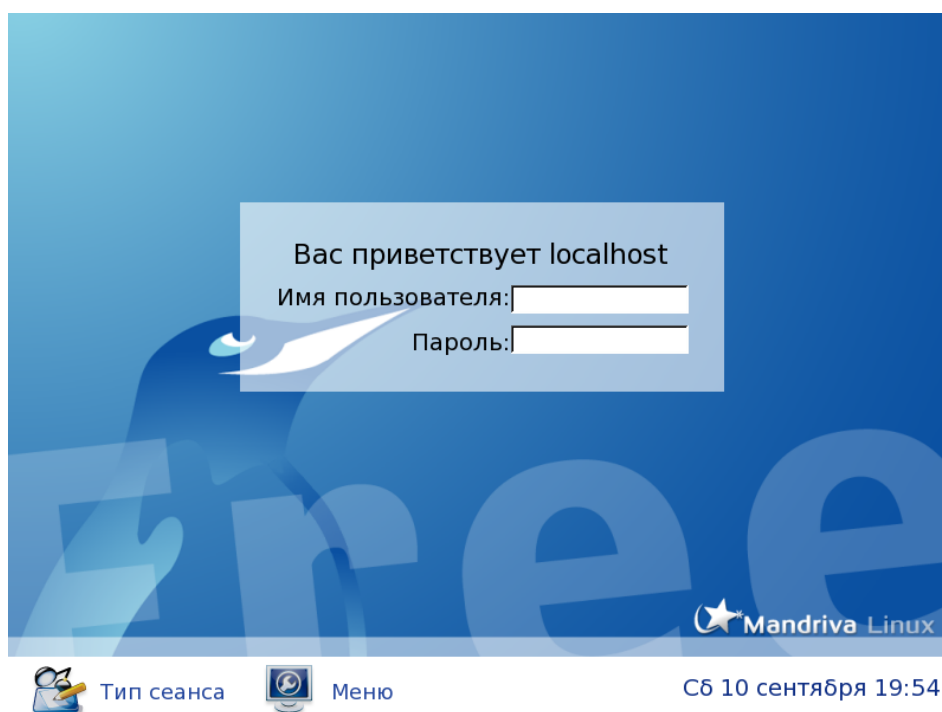 Вас приветствует localhost
Имя пользователя:
Пароль:
Free
Mandriva Linux
Тип сеанса
Меню
Сб 10 сентября 19:54